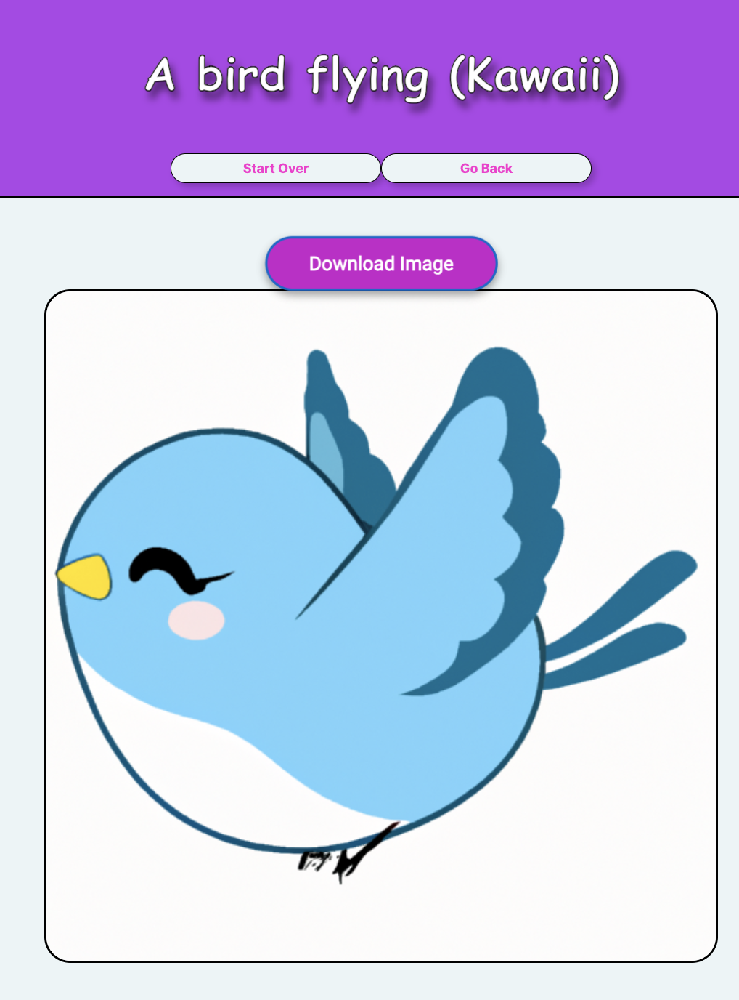 A bird flying (Kawaii)
Start Over
Go Back
Download Image